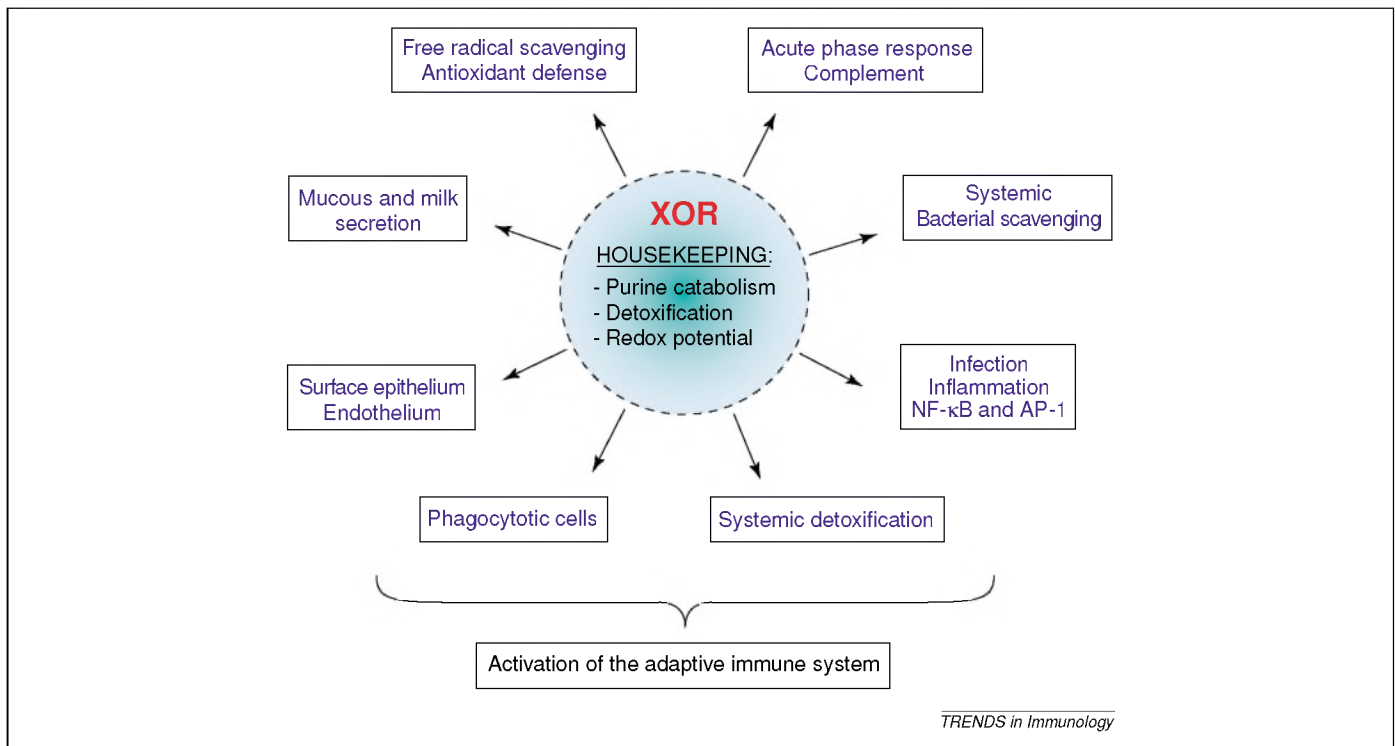 Free radical scavenging
Antioxidant defense
Acute phase response
Complement
Mucous and milk
secretion
XOR
HOUSEKEEPING:
- Purine catabolism
- Detoxification
- Redox potential
Systemic
Bacterial scavenging
Surface epithelium
Endothelium
Infection
Inflammation
NF-κB and AP-1
Phagocytotic cells
Systemic detoxification
Activation of the adaptive immune system
TRENDS in Immunology